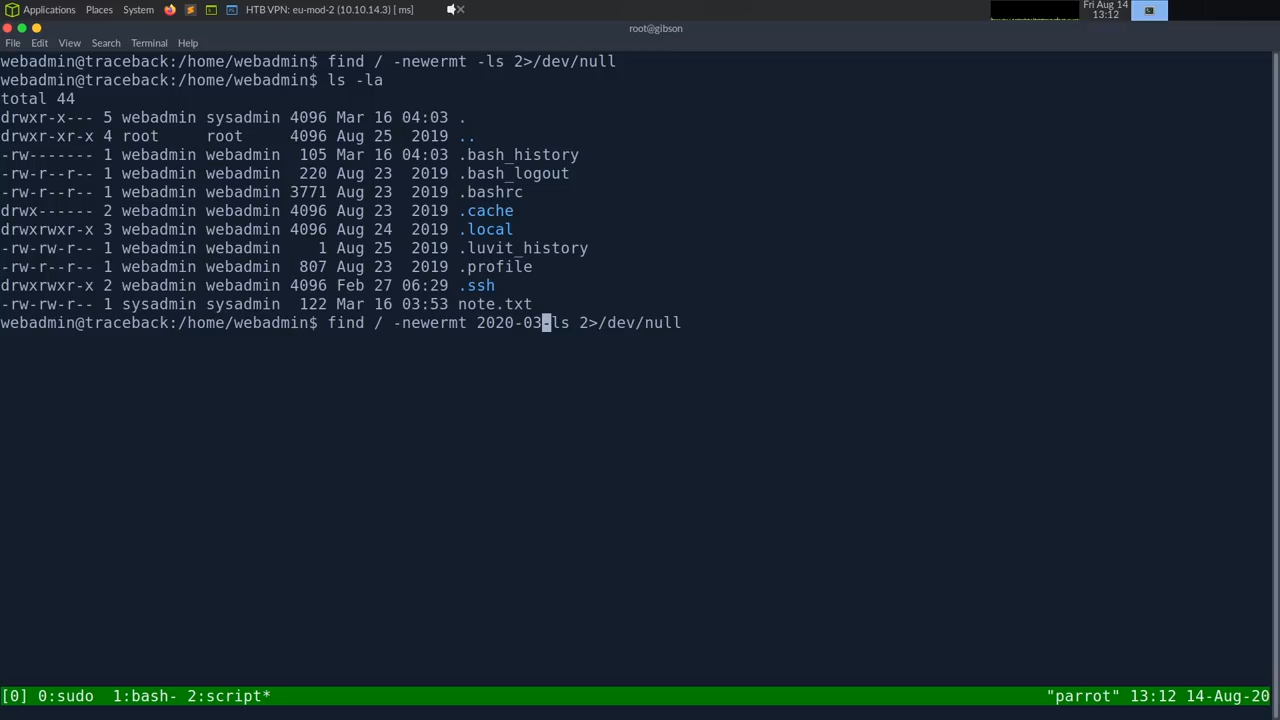 Applications Places System HTB VPN: eu-mod-2 (10.10.14.3) [ ms] Fri Aug 14
13:12
root@gibson
File Edit View Search Terminal Help
webadmin@traceback:/home/webadmin$ find / -newermt -ls 2>/dev/null
webadmin@traceback:/home/webadmin$ ls -la
total 44
drwxr-x--- 5 webadmin sysadmin 4096 Mar 16 04:03 .
drwxr-xr-x 4 root     root     4096 Aug 25  2019 ..
-rw------- 1 webadmin webadmin  105 Mar 16 04:03 .bash_history
-rw-r--r-- 1 webadmin webadmin  220 Aug 23  2019 .bash_logout
-rw-r--r-- 1 webadmin webadmin 3771 Aug 23  2019 .bashrc
drwx------ 2 webadmin webadmin 4096 Aug 23  2019 .cache
drwxrwxr-x 3 webadmin webadmin 4096 Aug 24  2019 .local
-rw-rw-r-- 1 webadmin webadmin    1 Aug 25  2019 .luvit_history
-rw-r--r-- 1 webadmin webadmin  807 Aug 23  2019 .profile
drwxrwxr-x 2 webadmin webadmin 4096 Feb 27 06:29 .ssh
-rw-rw-r-- 1 sysadmin sysadmin  122 Mar 16 03:53 note.txt
webadmin@traceback:/home/webadmin$ find / -newermt 2020-03-ls 2>/dev/null
[0] 0:sudo  1:bash- 2:script* "parrot" 13:12 14-Aug-20